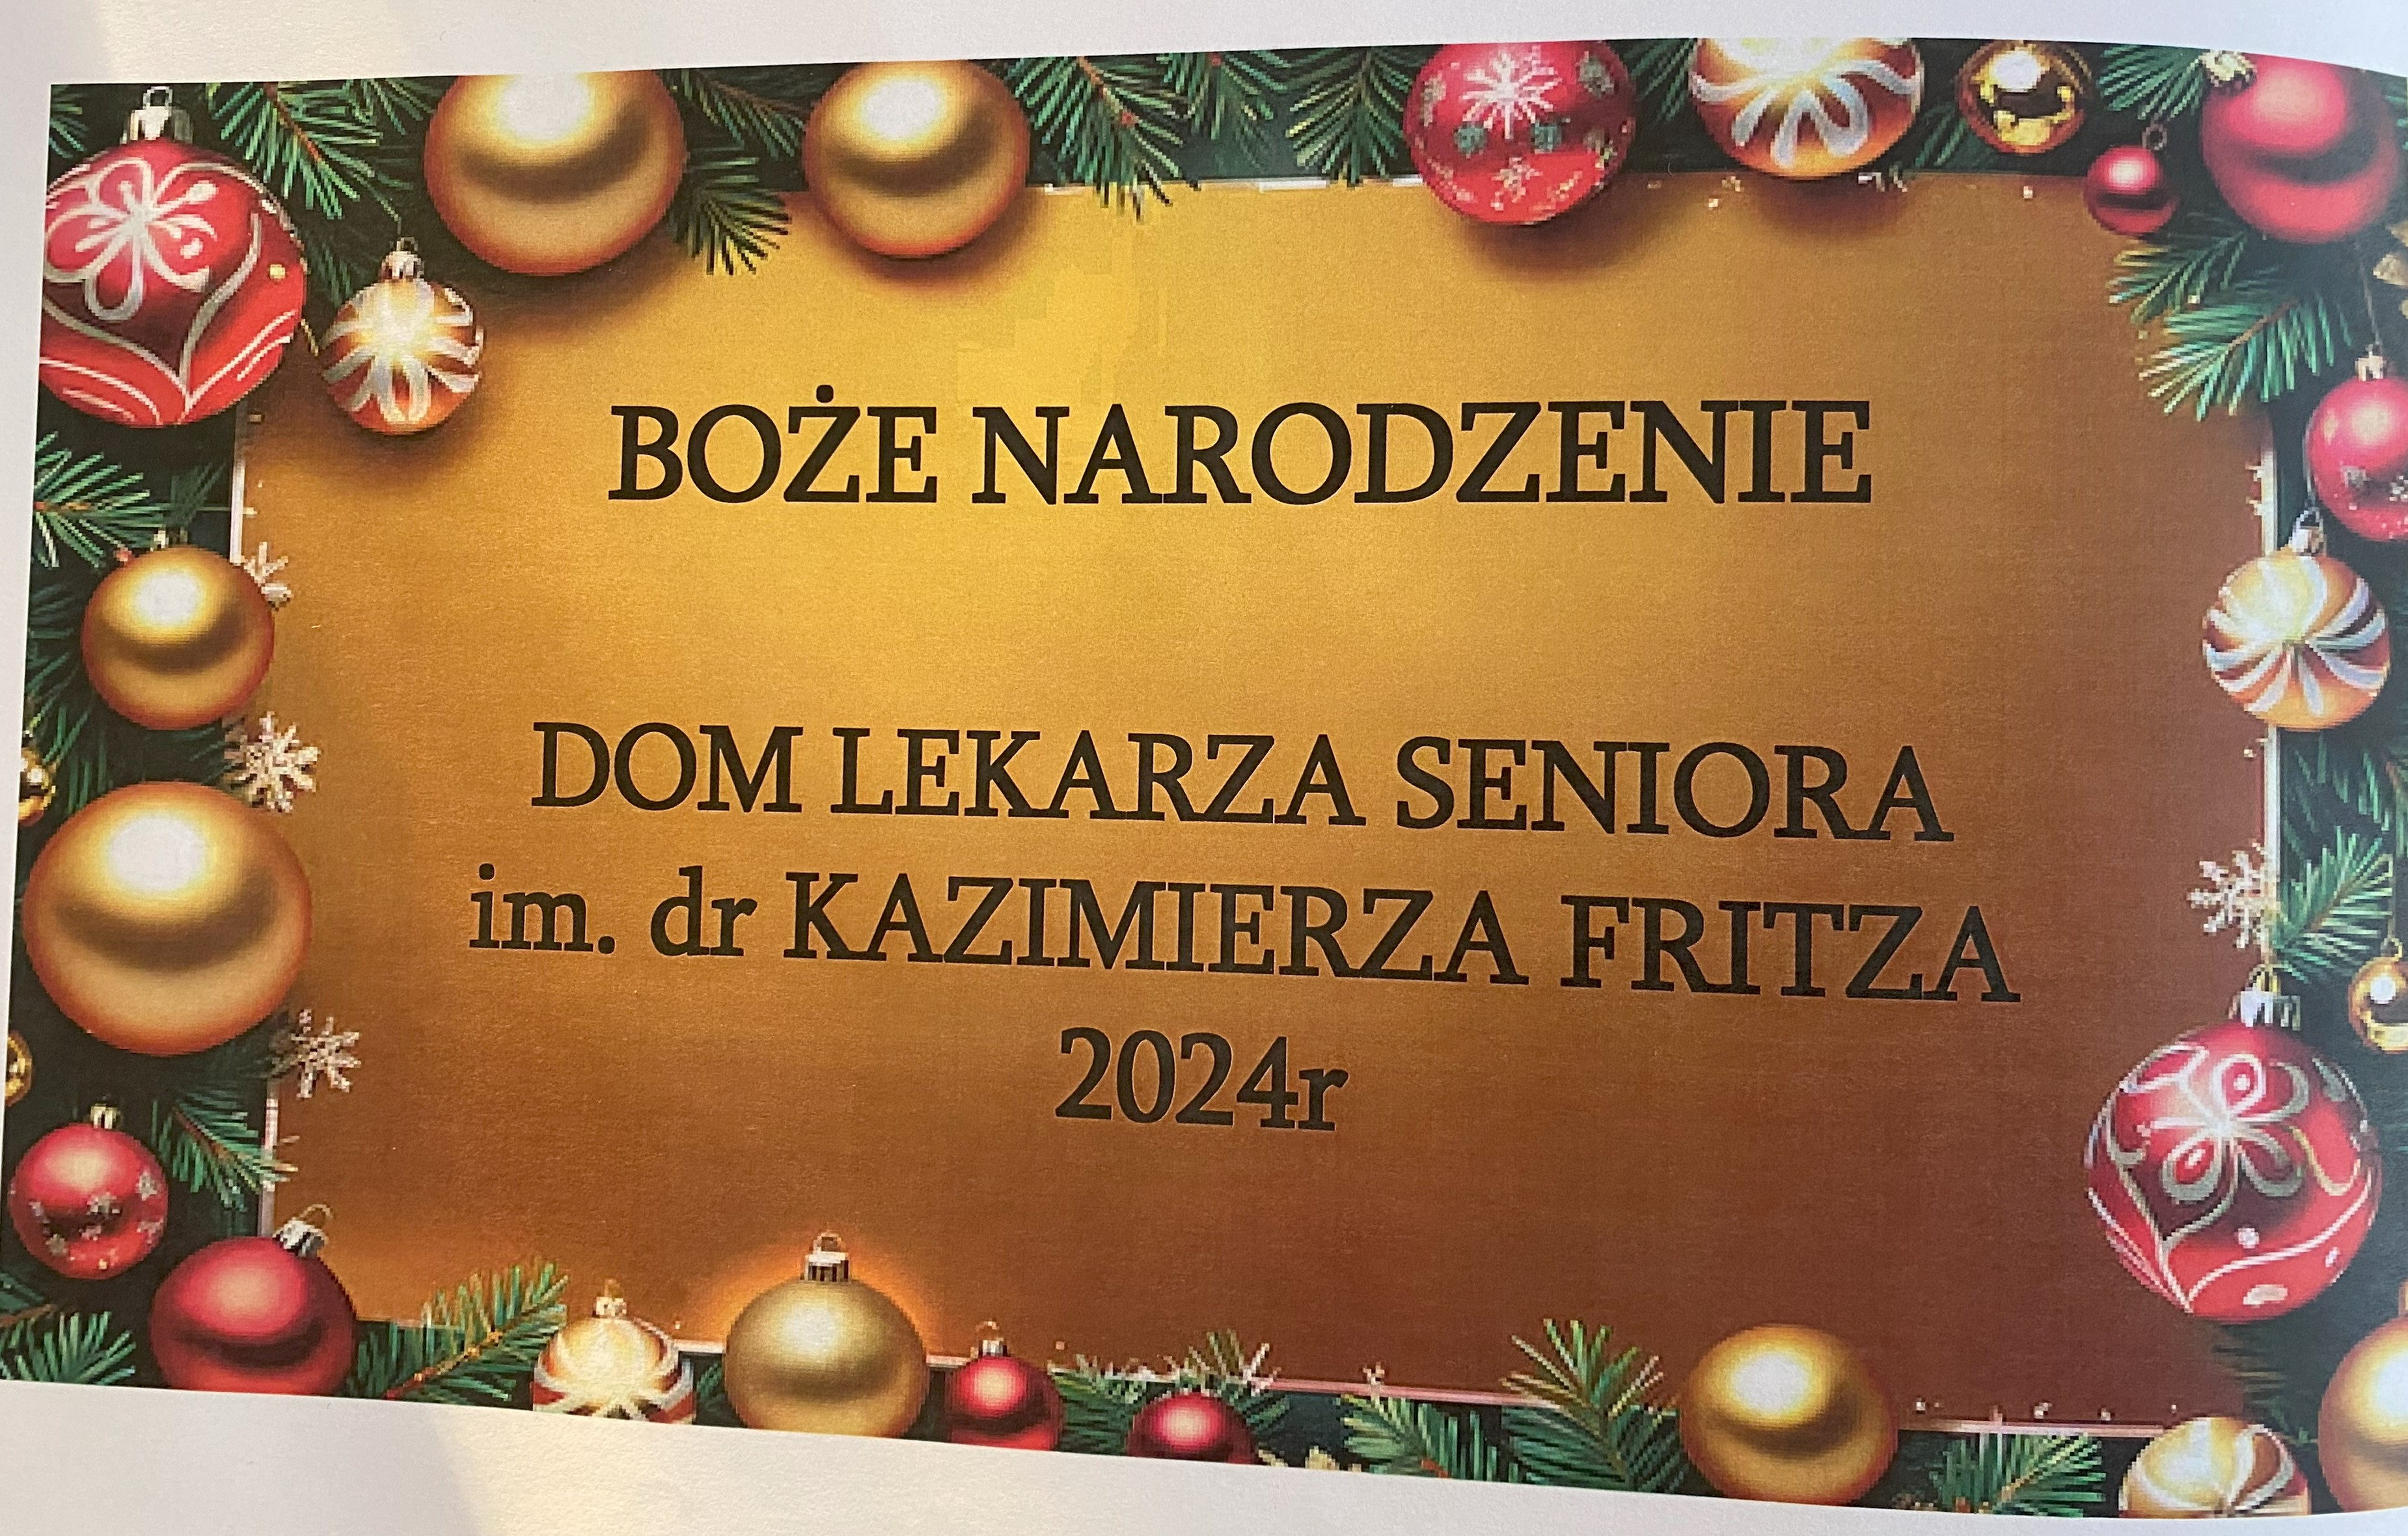 BOŻE NARODZENIE
DOM LEKARZA SENIORA
im. dr KAZIMIERZA FRITZA
2024r